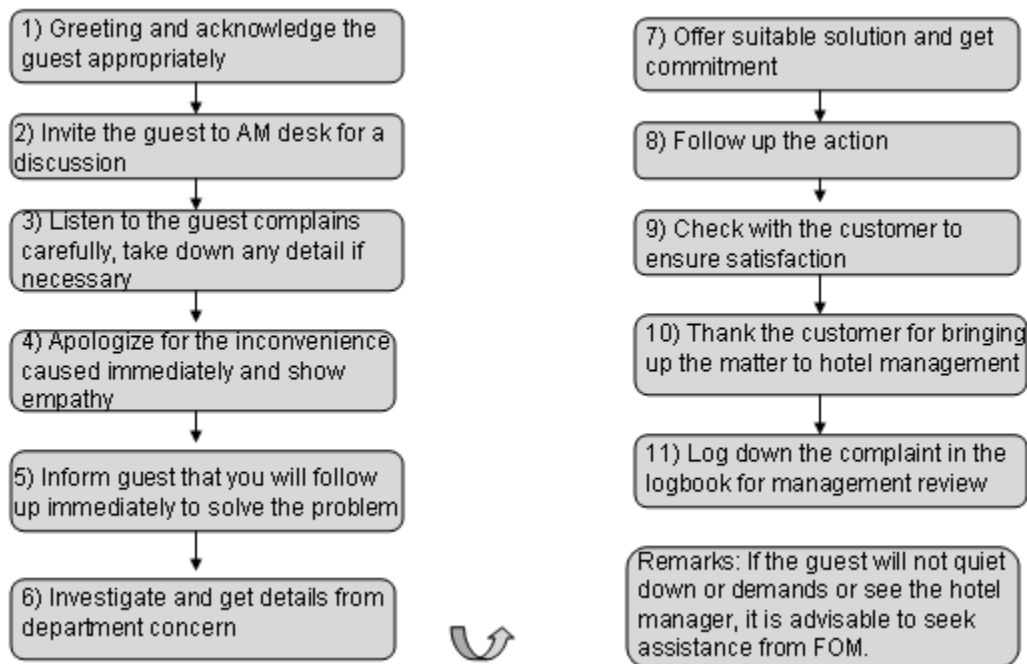 1) Greeting and acknowledge the
guest appropriately
2) Invite the guest to AM desk for a
discussion
3) Listen to the guest complains
carefully, take down any detail if
necessary
4) Apologize for the inconvenience
caused immediately and show
empathy
5) Inform guest that you will follow
up immediately to solve the problem
6) Investigate and get details from
department concern
7) Offer suitable solution and get
commitment
8) Follow up the action
9) Check with the customer to
ensure satisfaction
10) Thank the customer for bringing
up the matter to hotel management
11) Log down the complaint in the
logbook for management review
Remarks: If the guest will not quiet
down or demands or see the hotel
manager, it is advisable to seek
assistance from FOM.